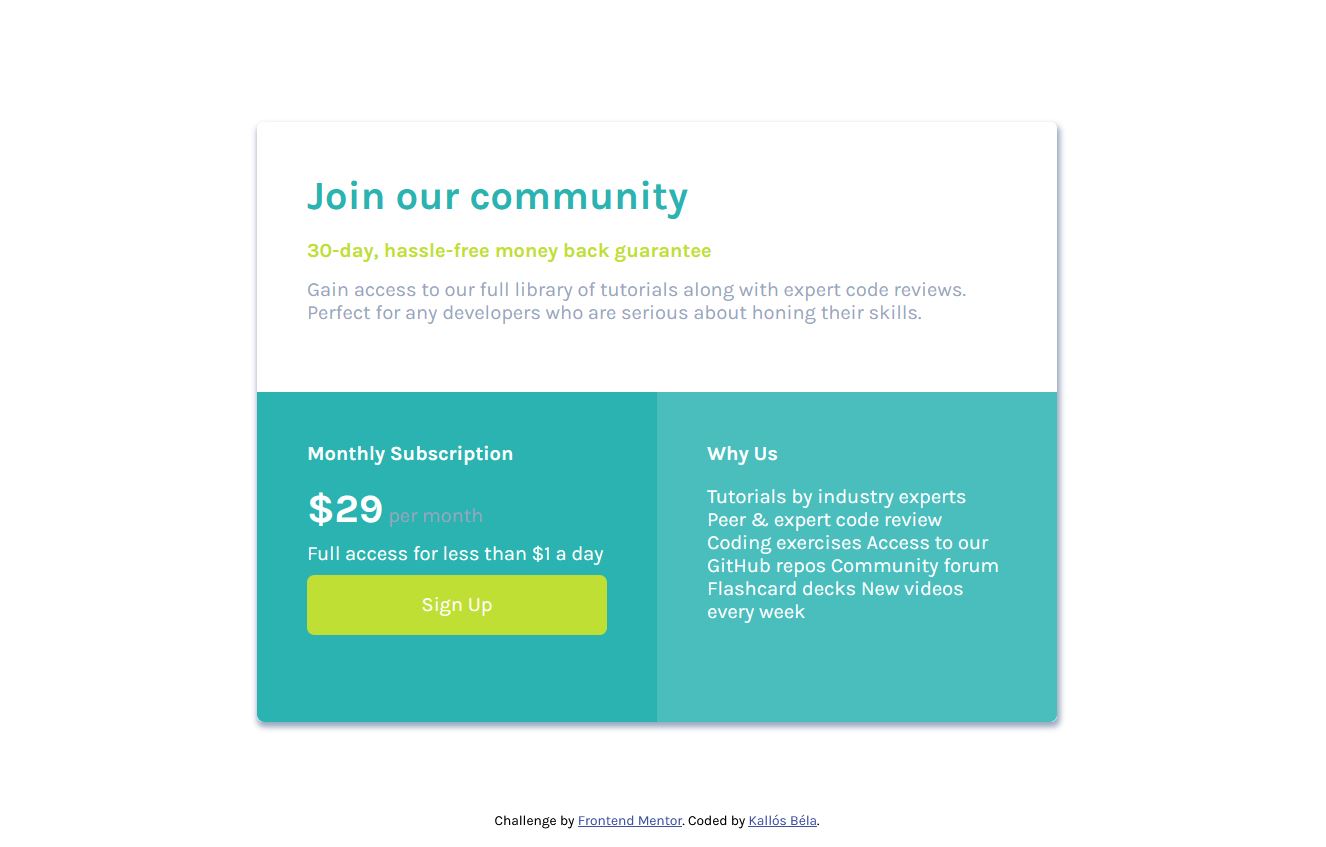 Join our community
30-day, hassle-free money back guarantee
Gain access to our full library of tutorials along with expert code reviews.
Perfect for any developers who are serious about honing their skills.
Monthly Subscription
$29 per month
Full access for less than $1 a day
Sign Up
Why Us
Tutorials by industry experts
Peer & expert code review
Coding exercises Access to our
GitHub repos Community forum
Flashcard decks New videos
every week
Challenge by Frontend Mentor. Coded by Kallós Béla.